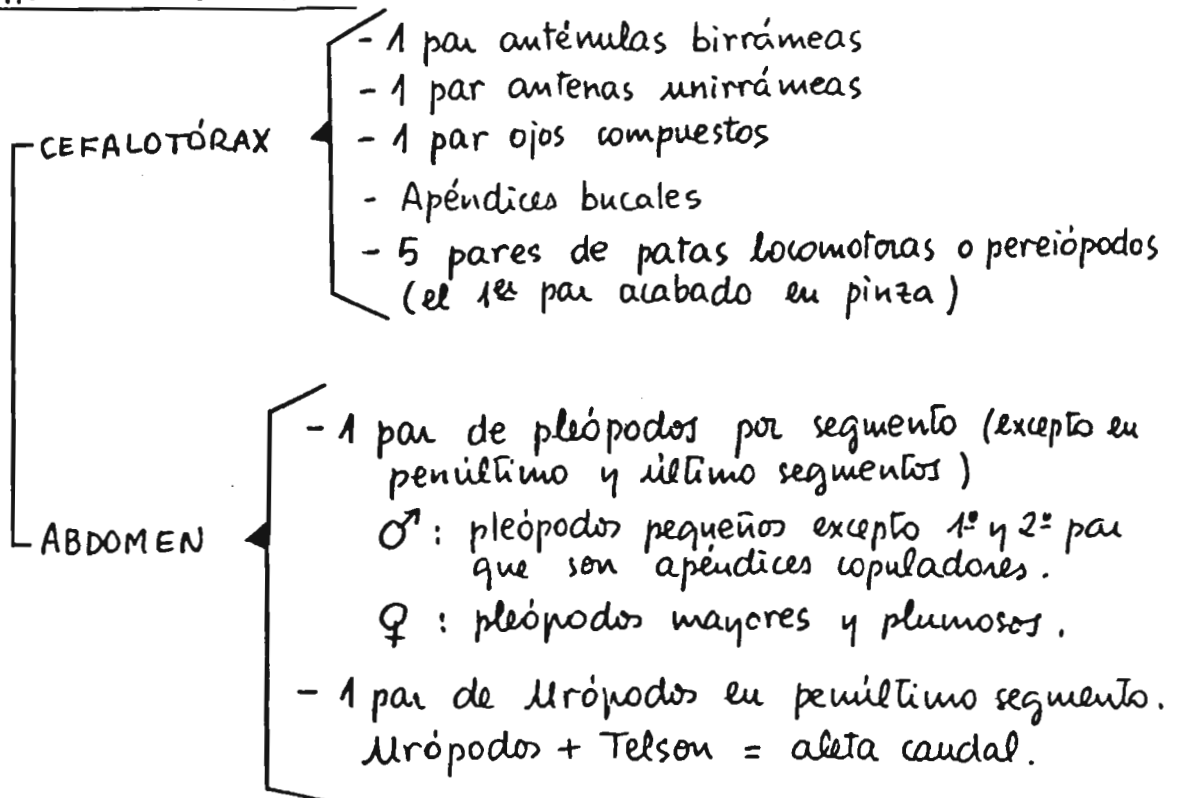 - 1 par anténulas birrámeas
- 1 par antenas unirrámeas
- 1 par ojos compuestos
- Apéndices bucales
- 5 pares de patas locomotoras o pereiópodos
(el 1er par acabado en pinza)
CEFALOTÓRAX
- 1 par de pleópodos por segmento (excepto en
penúltimo y último segmentos)
♂: pleópodos pequeños excepto 1º y 2º par
que son apéndices copuladores.
♀: pleópodos mayores y plumosos.
- 1 par de Urópodos en penúltimo segmento.
Urópodos + Telson = aleta caudal.
ABDOMEN